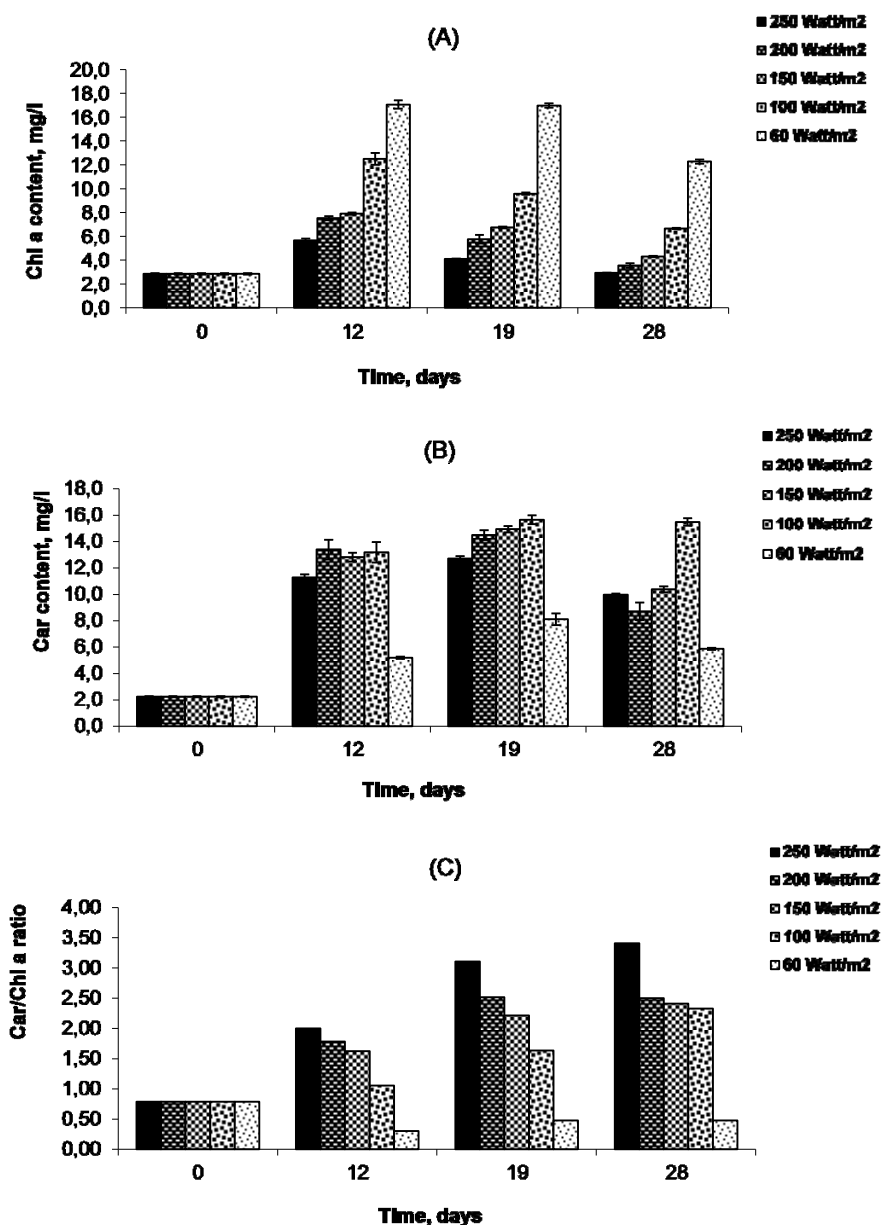 (A)
250 Watt/m2
200 Watt/m2
150 Watt/m2
100 Watt/m2
60 Watt/m2
Chl a content, mg/l
20,0
18,0
16,0
14,0
12,0
10,0
8,0
6,0
4,0
2,0
0,0
0 12 19 28
Time, days
(B)
250 Watt/m2
200 Watt/m2
150 Watt/m2
100 Watt/m2
60 Watt/m2
Car content, mg/l
18,0
16,0
14,0
12,0
10,0
8,0
6,0
4,0
2,0
0,0
0 12 19 28
Time, days
(C)
250 Watt/m2
200 Watt/m2
150 Watt/m2
100 Watt/m2
60 Watt/m2
Car/Chl a ratio
4,00
3,50
3,00
2,50
2,00
1,50
1,00
0,50
0,00
0 12 19 28
Time, days